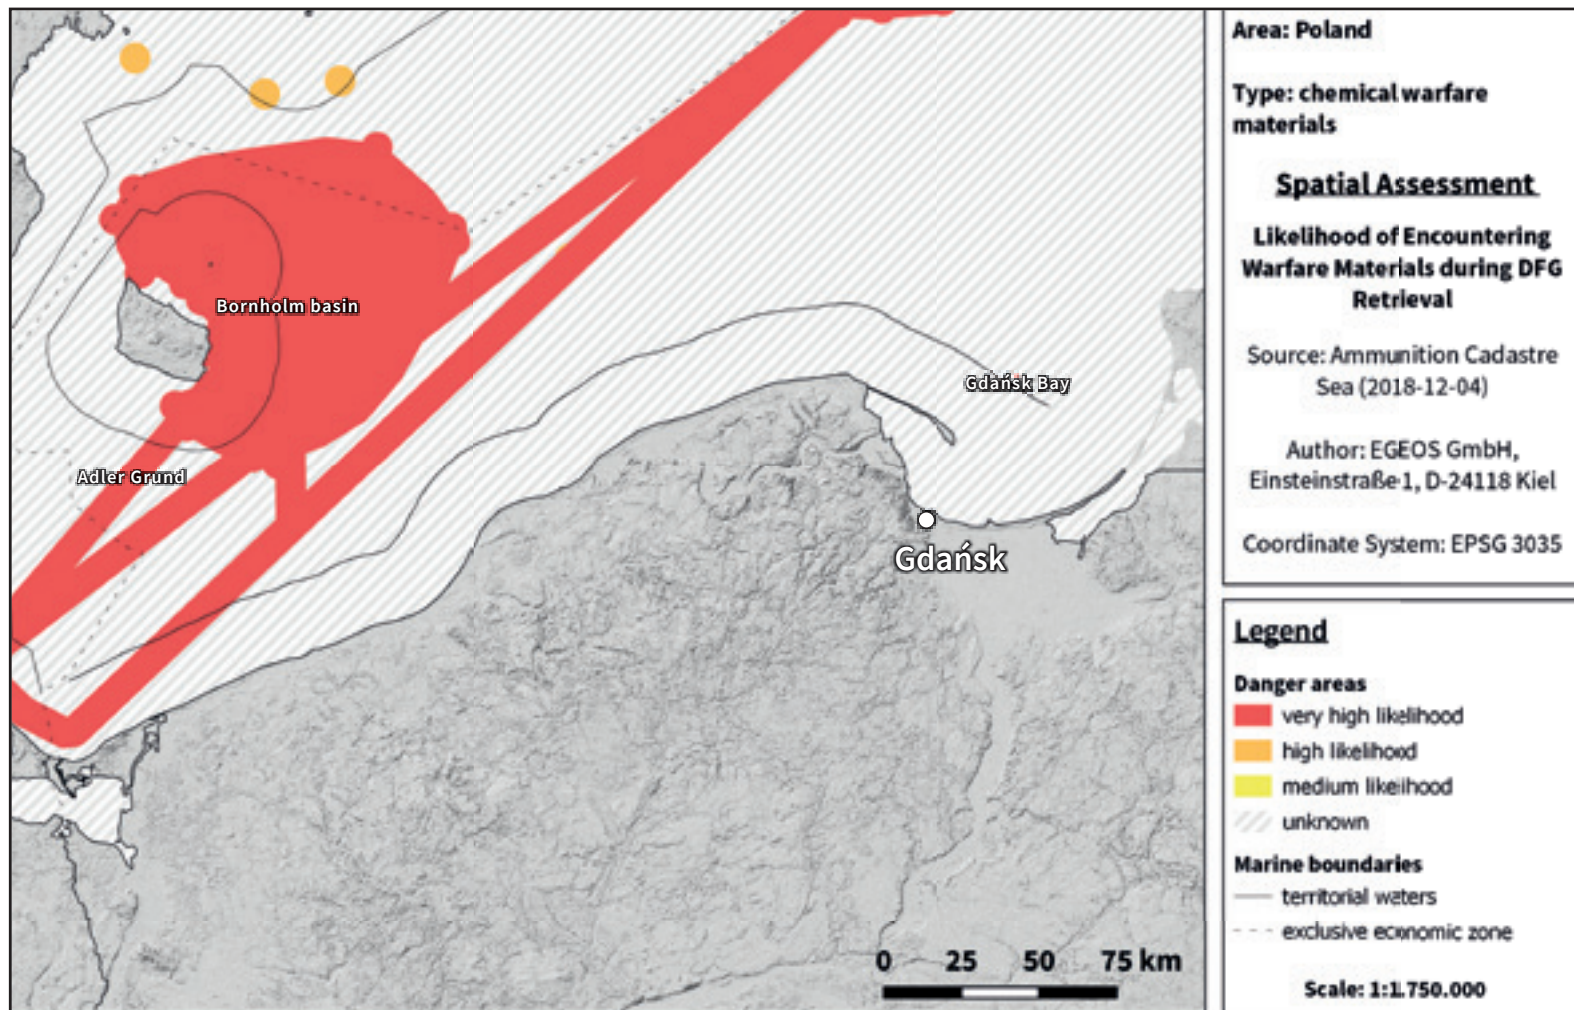 Area: Poland
Type: chemical warfare
materials
Spatial Assessment
Likelihood of Encountering
Warfare Materials during DFG
Retrieval
Source: Ammunition Cadastre
Sea (2018-12-04)
Author: EGEOS GmbH,
Einsteinstraße 1, D-24118 Kiel
Coordinate System: EPSG 3035
Legend
Danger areas
very high likelihood
high likelihood
medium likelihood
unknown
Marine boundaries
territorial waters
exclusive economic zone
Scale: 1:1.750.000
Bornholm basin
Gdańsk Bay
Adler Grund
Gdańsk
0 25 50 75 km